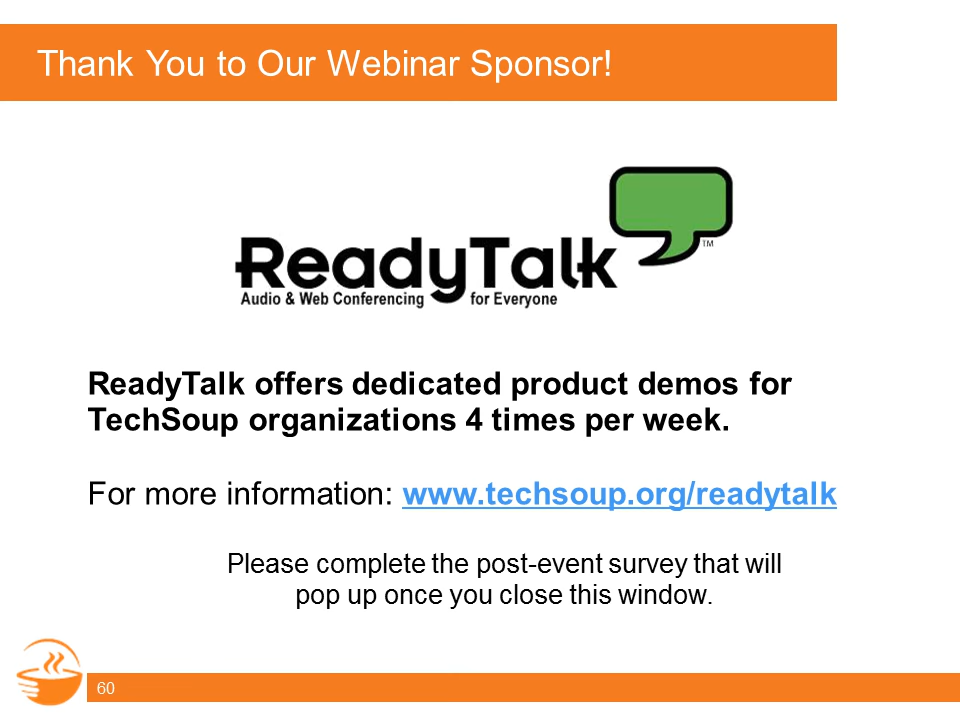 Thank You to Our Webinar Sponsor!
ReadyTalk
TM
Audio & Web Conferencing for Everyone
ReadyTalk offers dedicated product demos for
TechSoup organizations 4 times per week.
For more information: www.techsoup.org/readytalk
Please complete the post-event survey that will
pop up once you close this window.
60